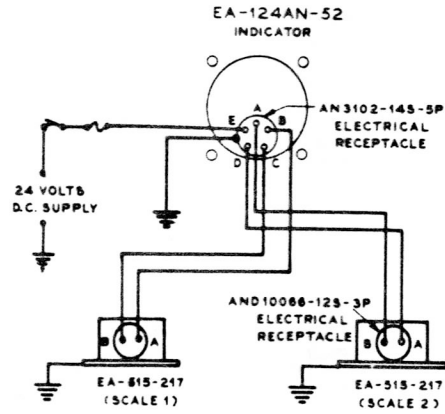 EA-124AN-52
INDICATOR
A
E
B
D
C
AN3102-14S-5P
ELECTRICAL
RECEPTACLE
24 VOLTS
D.C. SUPPLY
AND10066-12S-3P
ELECTRICAL
RECEPTACLE
B
A
B
A
EA-515-217
(SCALE 1)
EA-515-217
(SCALE 2)